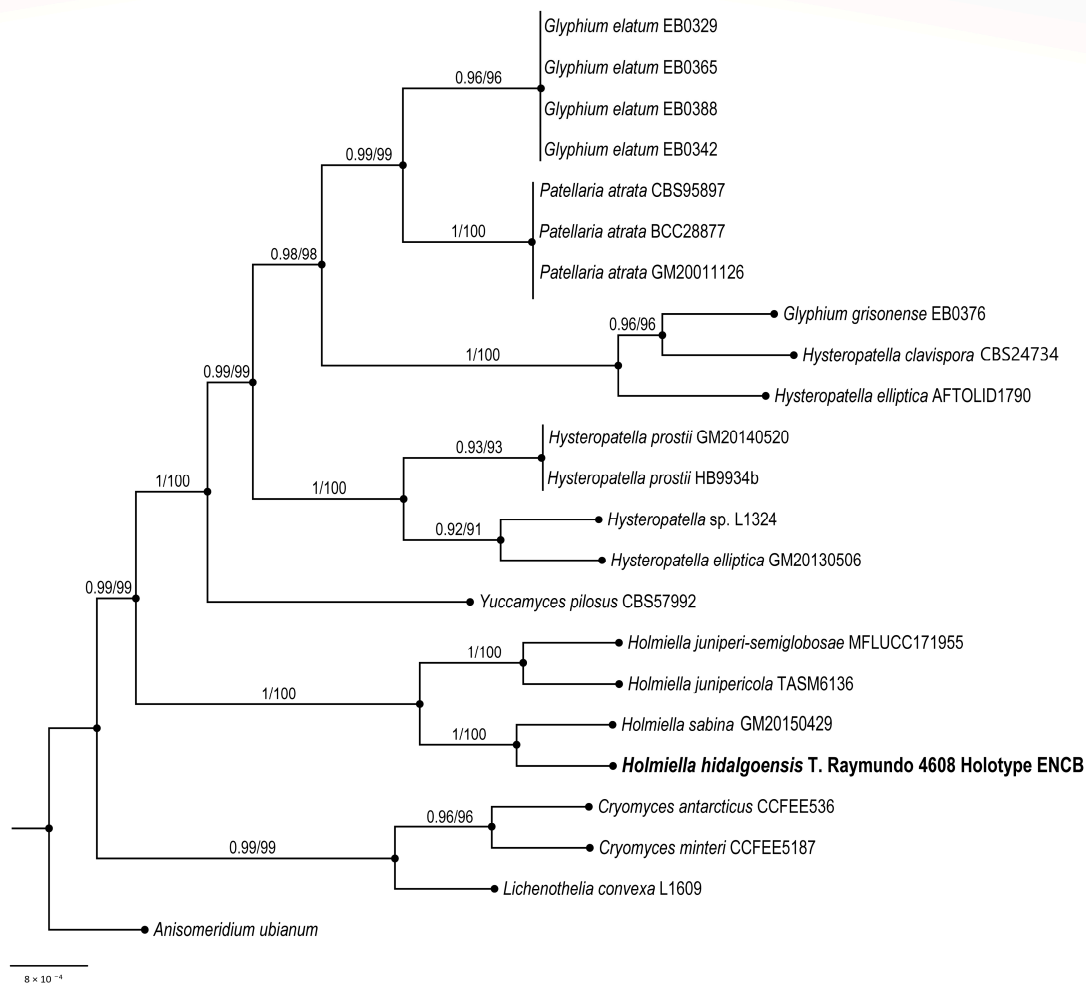 Glyphium elatum EB0329
Glyphium elatum EB0365
0.96/96
Glyphium elatum EB0388
Glyphium elatum EB0342
0.99/99
Patellaria atrata CBS95897
1/100
Patellaria atrata BCC28877
0.98/98
Patellaria atrata GM20011126
Glyphium grisonense EB0376
0.96/96
1/100
Hysteropatella clavispora CBS24734
0.99/99
Hysteropatella elliptica AFTOLID1790
Hysteropatella prostii GM20140520
0.93/93
1/100
1/100
Hysteropatella prostii HB9934b
0.92/91
Hysteropatella sp. L1324
Hysteropatella elliptica GM20130506
0.99/99
Yuccamyces pilosus CBS57992
Holmiella juniperi-semiglobosae MFLUCC171955
1/100
1/100
Holmiella junipericola TASM6136
Holmiella sabina GM20150429
1/100
Holmiella hidalgoensis T. Raymundo 4608 Holotype ENCB
Cryomyces antarcticus CCFEE536
0.96/96
0.99/99
Cryomyces minteri CCFEE5187
Lichenothelia convexa L1609
Anisomeridium ubianum
8 × 10 ⁻⁴